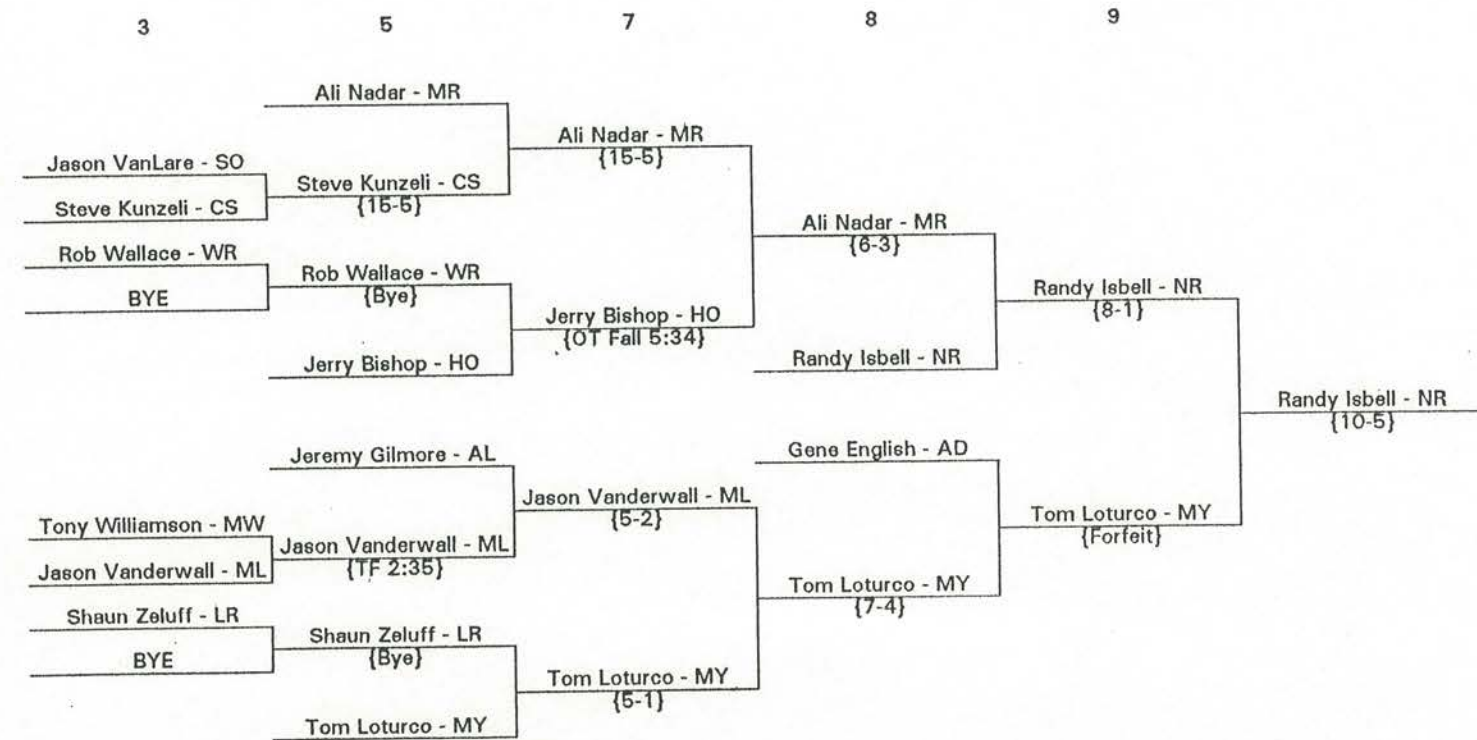 3 5 7 8 9
Ali Nadar - MR
Jason VanLare - SO
Steve Kunzeli - CS
Steve Kunzeli - CS
{15-5}
Ali Nadar - MR
{15-5}
Rob Wallace - WR
BYE
Rob Wallace - WR
{Bye}
Jerry Bishop - HO
Jerry Bishop - HO
{OT Fall 5:34}
Ali Nadar - MR
{6-3}
Randy Isbell - NR
Randy Isbell - NR
{8-1}
Randy Isbell - NR
{10-5}
Jeremy Gilmore - AL
Tony Williamson - MW
Jason Vanderwall - ML
Jason Vanderwall - ML
{TF 2:35}
Jason Vanderwall - ML
{5-2}
Shaun Zeluff - LR
BYE
Shaun Zeluff - LR
{Bye}
Tom Loturco - MY
Tom Loturco - MY
{5-1}
Gene English - AD
Tom Loturco - MY
{7-4}
Tom Loturco - MY
{Forfeit}